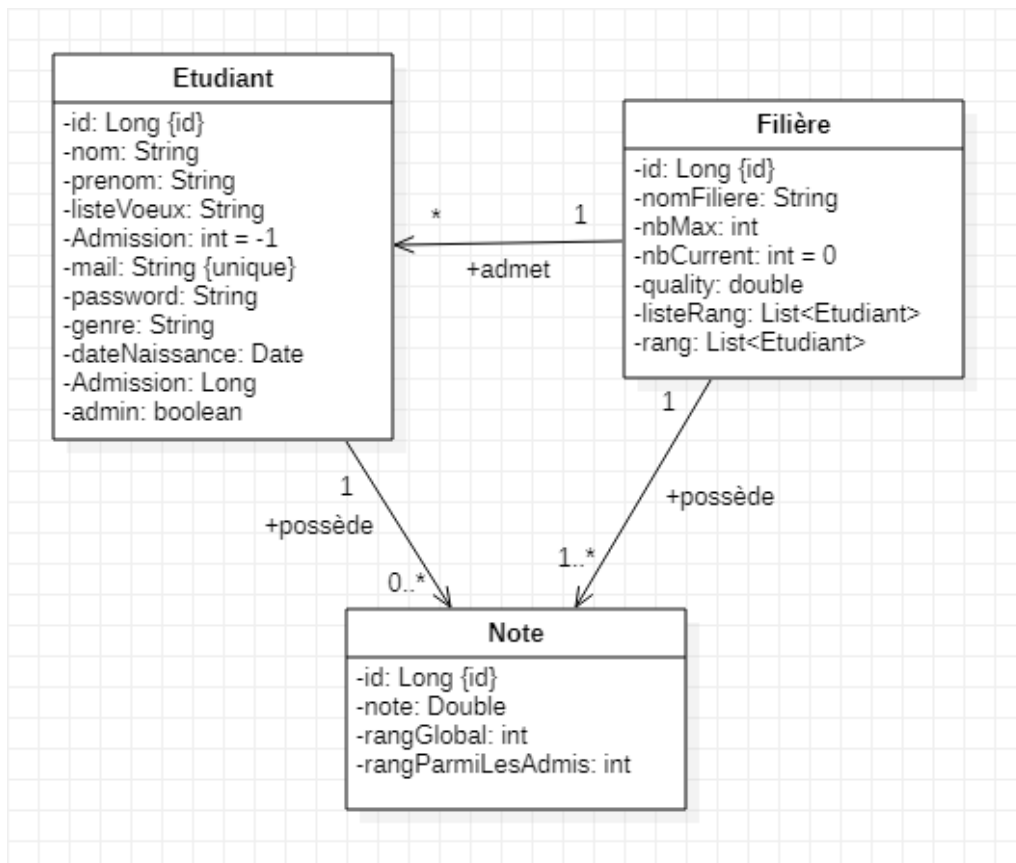 Etudiant
-id: Long {id}
-nom: String
-prenom: String
-listeVoeux: String
-Admission: int = -1
-mail: String {unique}
-password: String
-genre: String
-dateNaissance: Date
-Admission: Long
-admin: boolean
Filière
-id: Long {id}
-nomFiliere: String
-nbMax: int
-nbCurrent: int = 0
-quality: double
-listeRang: List<Etudiant>
-rang: List<Etudiant>
*
1
+admet
1
+possède
0..*
1
+possède
1..*
Note
-id: Long {id}
-note: Double
-rangGlobal: int
-rangParmiLesAdmis: int